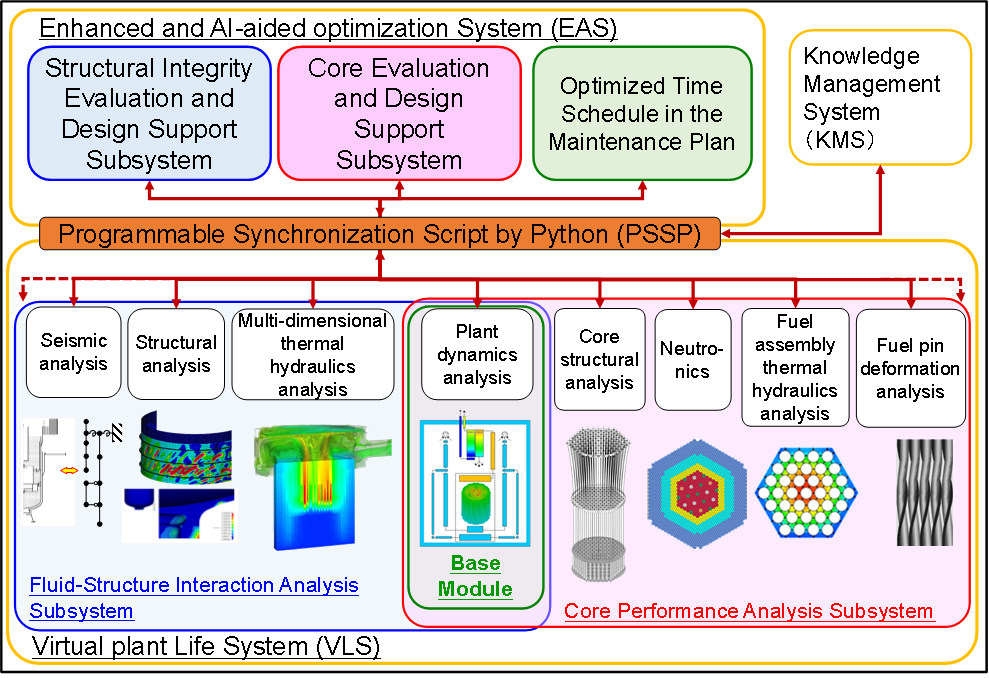 Enhanced and AI-aided optimization System (EAS)
Structural Integrity
Evaluation and
Design Support
Subsystem
Core Evaluation
and Design
Support
Subsystem
Optimized Time
Schedule in the
Maintenance Plan
Knowledge
Management
System
（KMS）
Programmable Synchronization Script by Python (PSSP)
Seismic
analysis
Structural
analysis
Multi-dimensional
thermal
hydraulics
analysis
Plant
dynamics
analysis
Core
structural
analysis
Neutro-
nics
Fuel
assembly
thermal
hydraulics
analysis
Fuel pin
deformation
analysis
Fluid-Structure Interaction Analysis
Subsystem
Base
Module
Core Performance Analysis Subsystem
Virtual plant Life System (VLS)